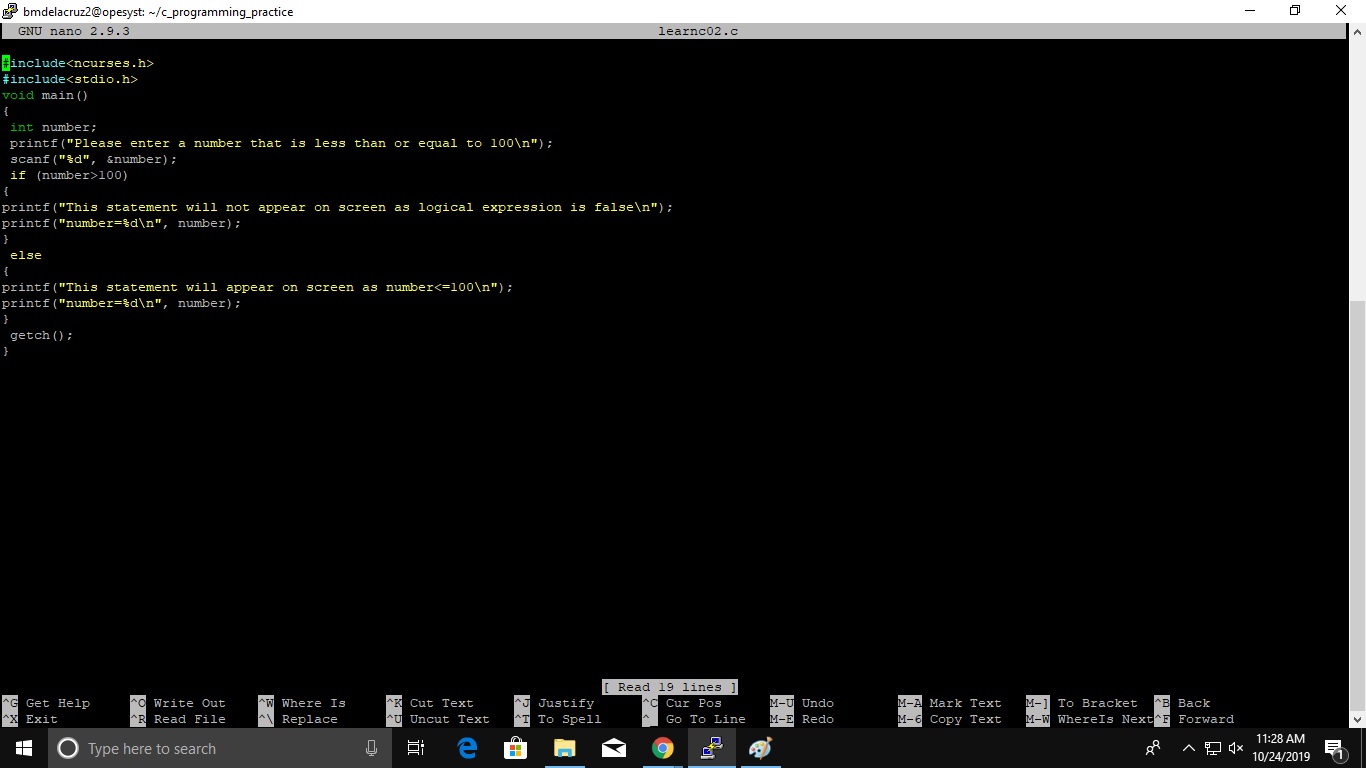 bmdelacruz2@opesyst: ~/c_programming_practice
GNU nano 2.9.3 learnc02.c
#include<ncurses.h>
#include<stdio.h>
void main()
{
 int number;
 printf("Please enter a number that is less than or equal to 100\n");
 scanf("%d", &number);
 if (number>100)
{
printf("This statement will not appear on screen as logical expression is false\n");
printf("number=%d\n", number);
}
 else
{
printf("This statement will appear on screen as number<=100\n");
printf("number=%d\n", number);
}
 getch();
}
[ Read 19 lines ]
^G Get Help ^O Write Out ^W Where Is ^K Cut Text ^J Justify ^C Cur Pos M-U Undo M-A Mark Text M-] To Bracket ^B Back
^X Exit ^R Read File ^\ Replace ^U Uncut Text ^T To Spell ^_ Go To Line M-E Redo M-6 Copy Text M-W WhereIs Next ^F Forward
Type here to search
11:28 AM
10/24/2019
1